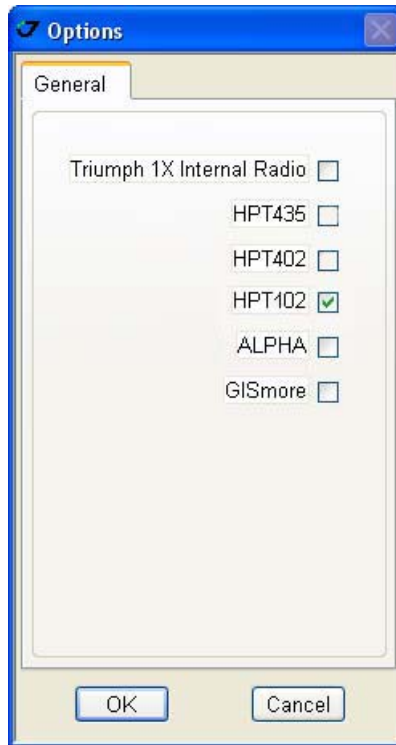 Options
General
Triumph 1X Internal Radio
HPT435
HPT402
HPT102
ALPHA
GISmore
OK
Cancel